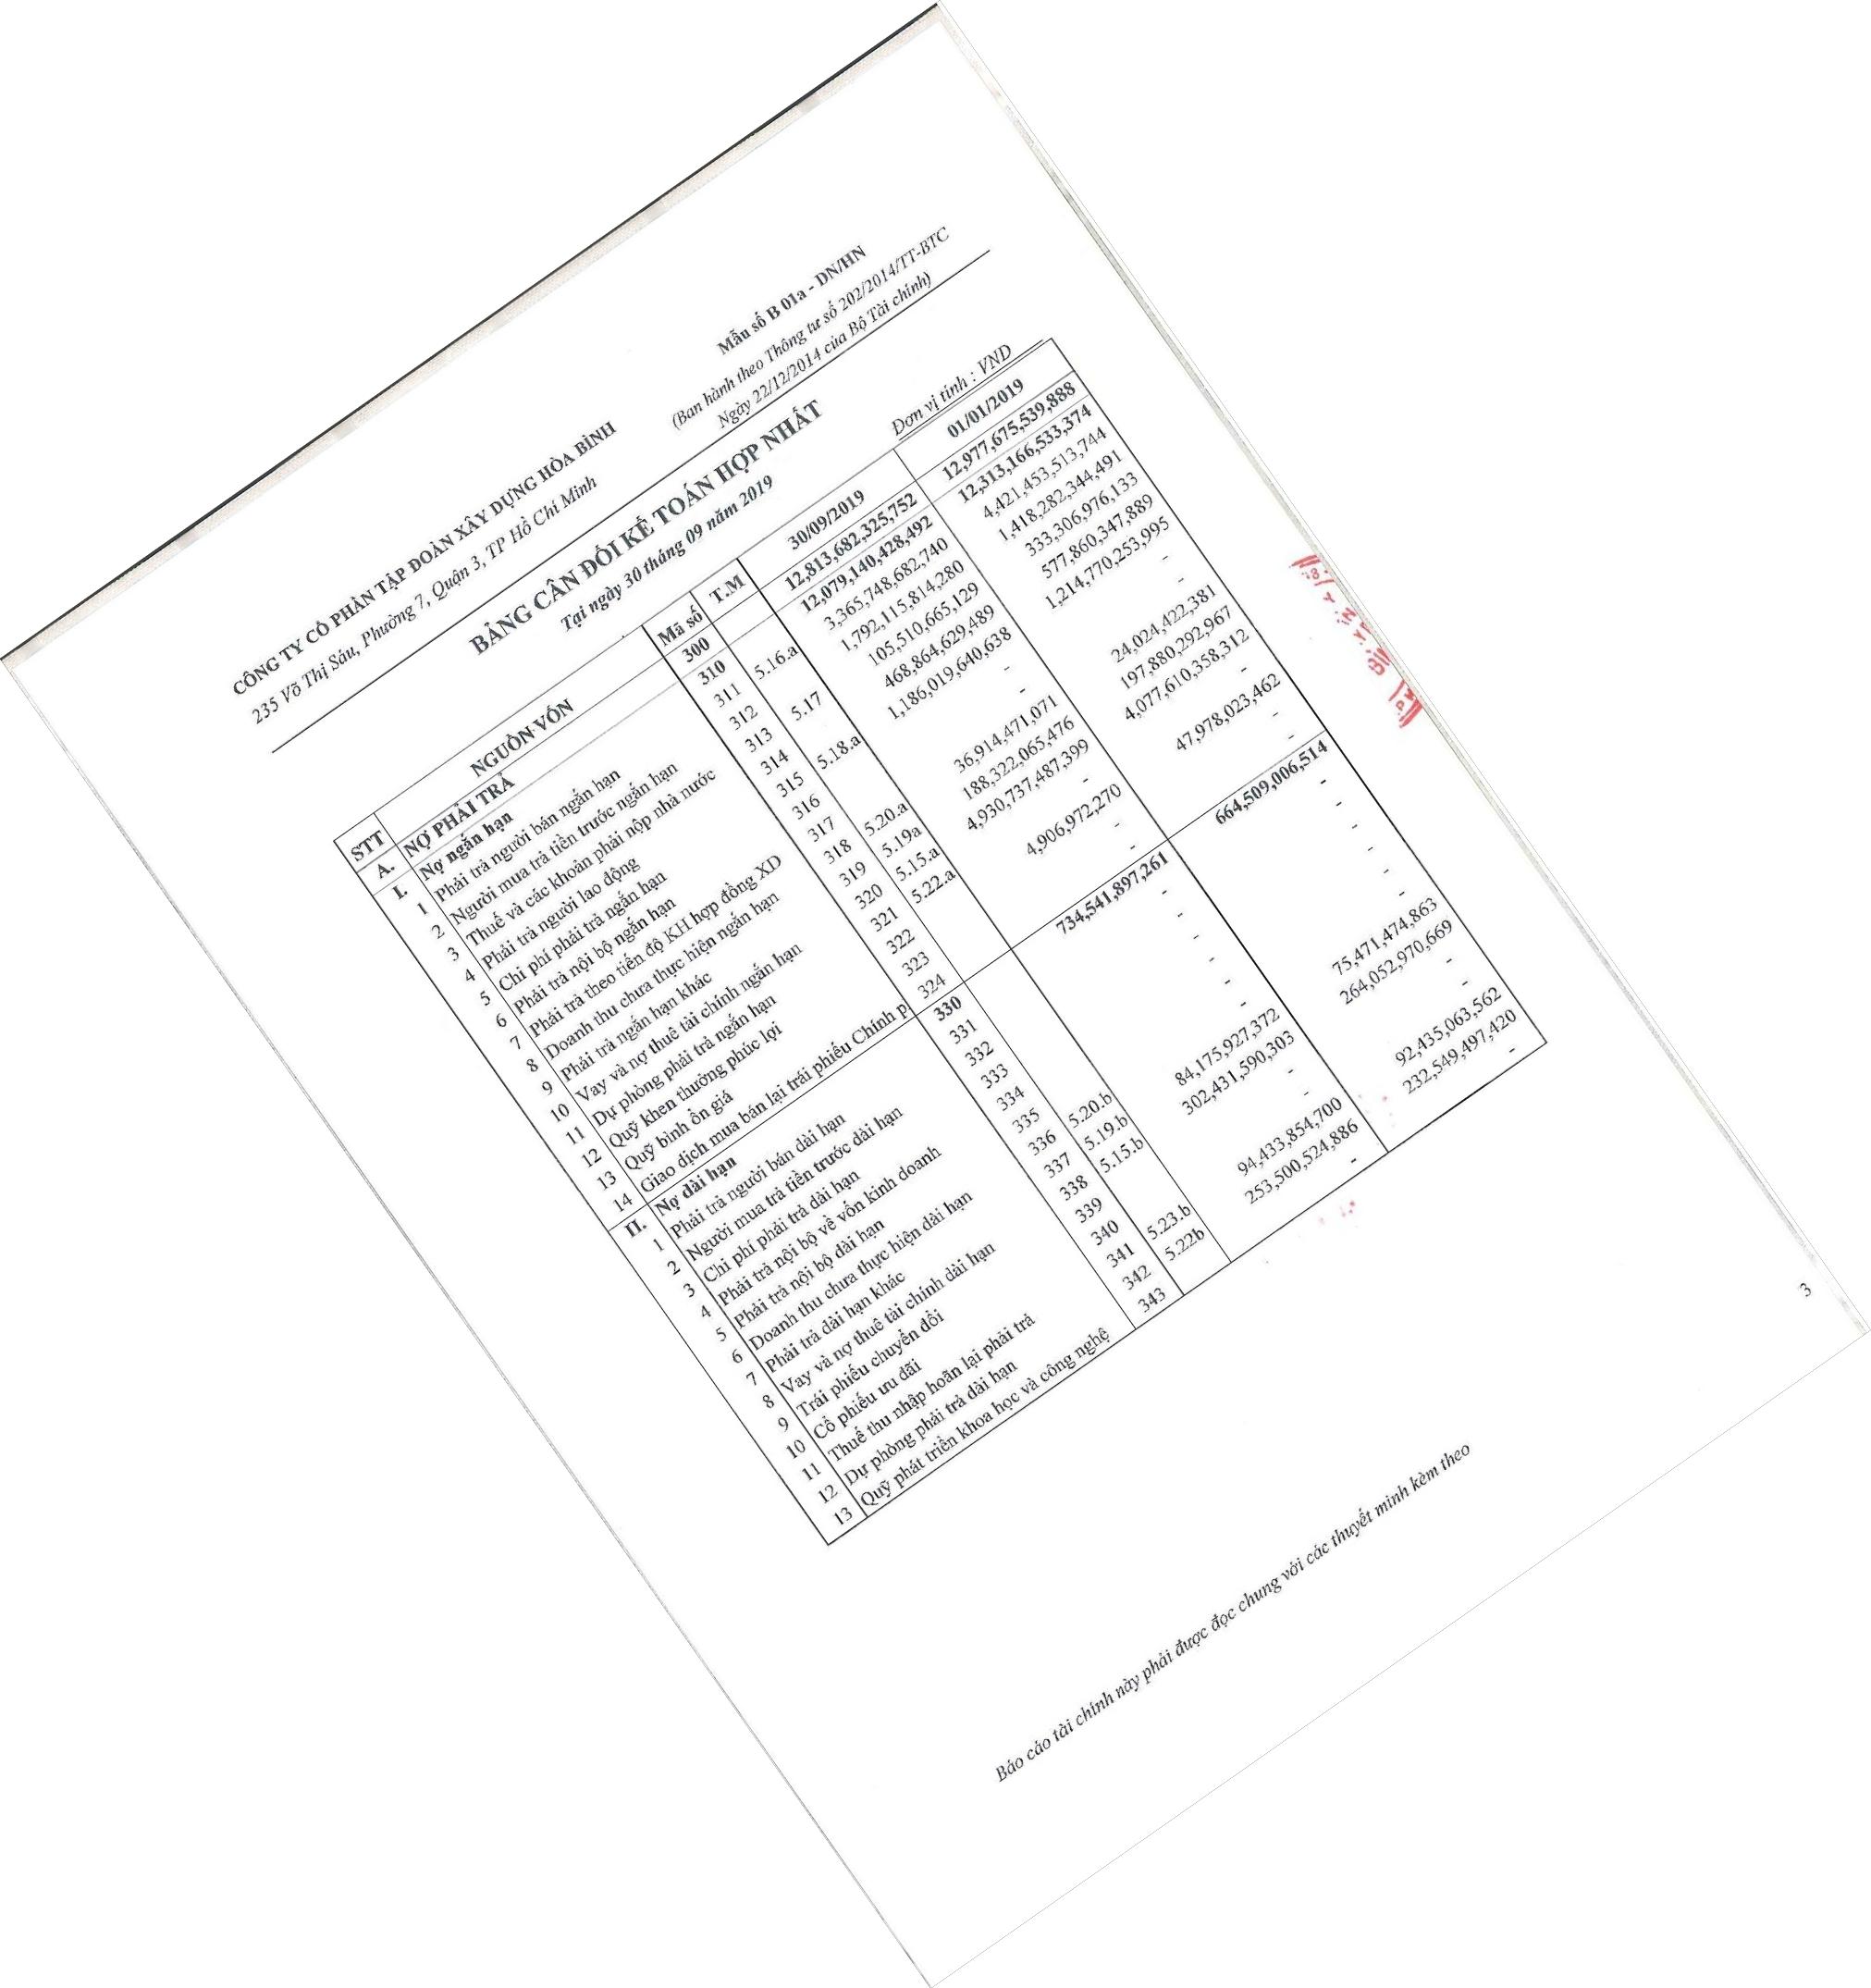 CÔNG TY CỔ PHẦN TẬP ĐOÀN XÂY DỰNG HÒA BÌNH
235 Võ Thị Sáu, Phường 7, Quận 3, TP Hồ Chí Minh
Mẫu số B 01a - DN/HN
(Ban hành theo Thông tư số 202/2014/TT-BTC
Ngày 22/12/2014 của Bộ Tài chính)
BẢNG CÂN ĐỐI KẾ TOÁN HỢP NHẤT
Tại ngày 30 tháng 09 năm 2019
Đơn vị tính : VND
STT NGUỒN VỐN Mã số T.M 30/09/2019 01/01/2019
A. NỢ PHẢI TRẢ 300 12,813,682,325,752 12,977,675,539,888
I. Nợ ngắn hạn 310 12,079,140,428,492 12,313,166,533,374
1 Phải trả người bán ngắn hạn 311 5.16.a 3,365,748,682,740 4,421,453,513,744
2 Người mua trả tiền trước ngắn hạn 312 1,792,115,814,280 1,418,282,344,491
3 Thuế và các khoản phải nộp nhà nước 313 5.17 105,510,665,129 333,306,976,133
4 Phải trả người lao động 314 468,864,629,489 577,860,347,889
5 Chi phí phải trả ngắn hạn 315 5.18.a 1,186,019,640,638 1,214,770,253,995
6 Phải trả nội bộ ngắn hạn 316 - -
7 Phải trả theo tiến độ KH hợp đồng XD 317 - -
8 Doanh thu chưa thực hiện ngắn hạn 318 5.20.a 36,914,471,071 24,024,422,381
9 Phải trả ngắn hạn khác 319 5.19a 188,322,065,476 197,880,292,967
10 Vay và nợ thuê tài chính ngắn hạn 320 5.15.a 4,930,737,487,399 4,077,610,358,312
11 Dự phòng phải trả ngắn hạn 321 5.22.a - -
12 Quỹ khen thưởng phúc lợi 322 4,906,972,270 47,978,023,462
13 Quỹ bình ổn giá 323 - -
14 Giao dịch mua bán lại trái phiếu Chính p 324 - -
II. Nợ dài hạn 330 734,541,897,261 664,509,006,514
1 Phải trả người bán dài hạn 331 - -
2 Người mua trả tiền trước dài hạn 332 - -
3 Chi phí phải trả dài hạn 333 - -
4 Phải trả nội bộ về vốn kinh doanh 334 - -
5 Phải trả nội bộ dài hạn 335 - -
6 Doanh thu chưa thực hiện dài hạn 336 5.20.b - -
7 Phải trả dài hạn khác 337 5.19.b 84,175,927,372 75,471,474,863
8 Vay và nợ thuê tài chính dài hạn 338 5.15.b 302,431,590,303 264,052,970,669
9 Trái phiếu chuyển đổi 339 - -
10 Cổ phiếu ưu đãi 340 - -
11 Thuế thu nhập hoãn lại phải trả 341 5.23.b 94,433,854,700 92,435,063,562
12 Dự phòng phải trả dài hạn 342 5.22b 253,500,524,886 232,549,497,420
13 Quỹ phát triển khoa học và công nghệ 343 - -
Báo cáo tài chính này phải được đọc chung với các thuyết minh kèm theo
3